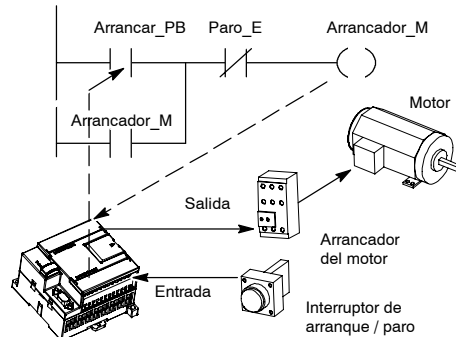 Arrancar_PB Paro_E Arrancador_M
Arrancador_M
Motor
Salida
Arrancador
del motor
Entrada
Interruptor de
arranque / paro